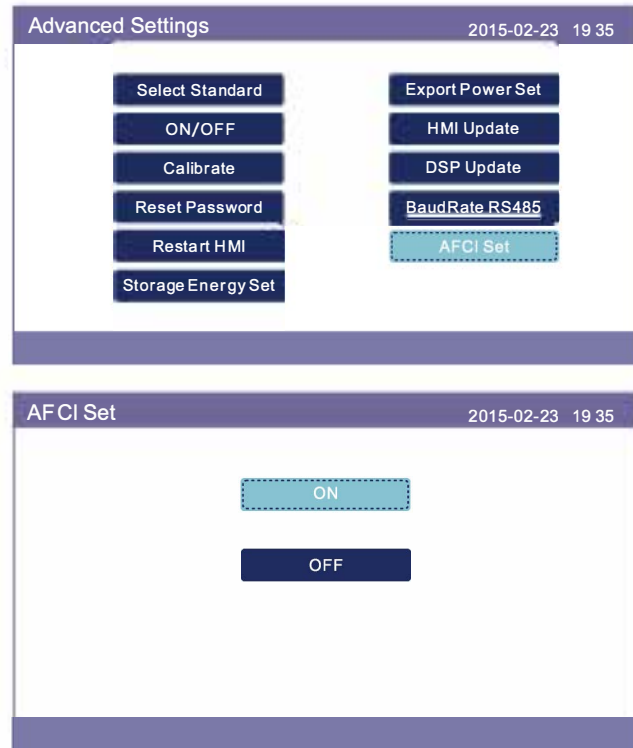 Advanced Settings 2015-02-23 19 35
Select Standard
ON/OFF
Calibrate
Reset Password
Restart HMI
Storage Energy Set
Export Power Set
HMI Update
DSP Update
BaudRate RS485
AFCI Set
AFCI Set 2015-02-23 19 35
ON
OFF